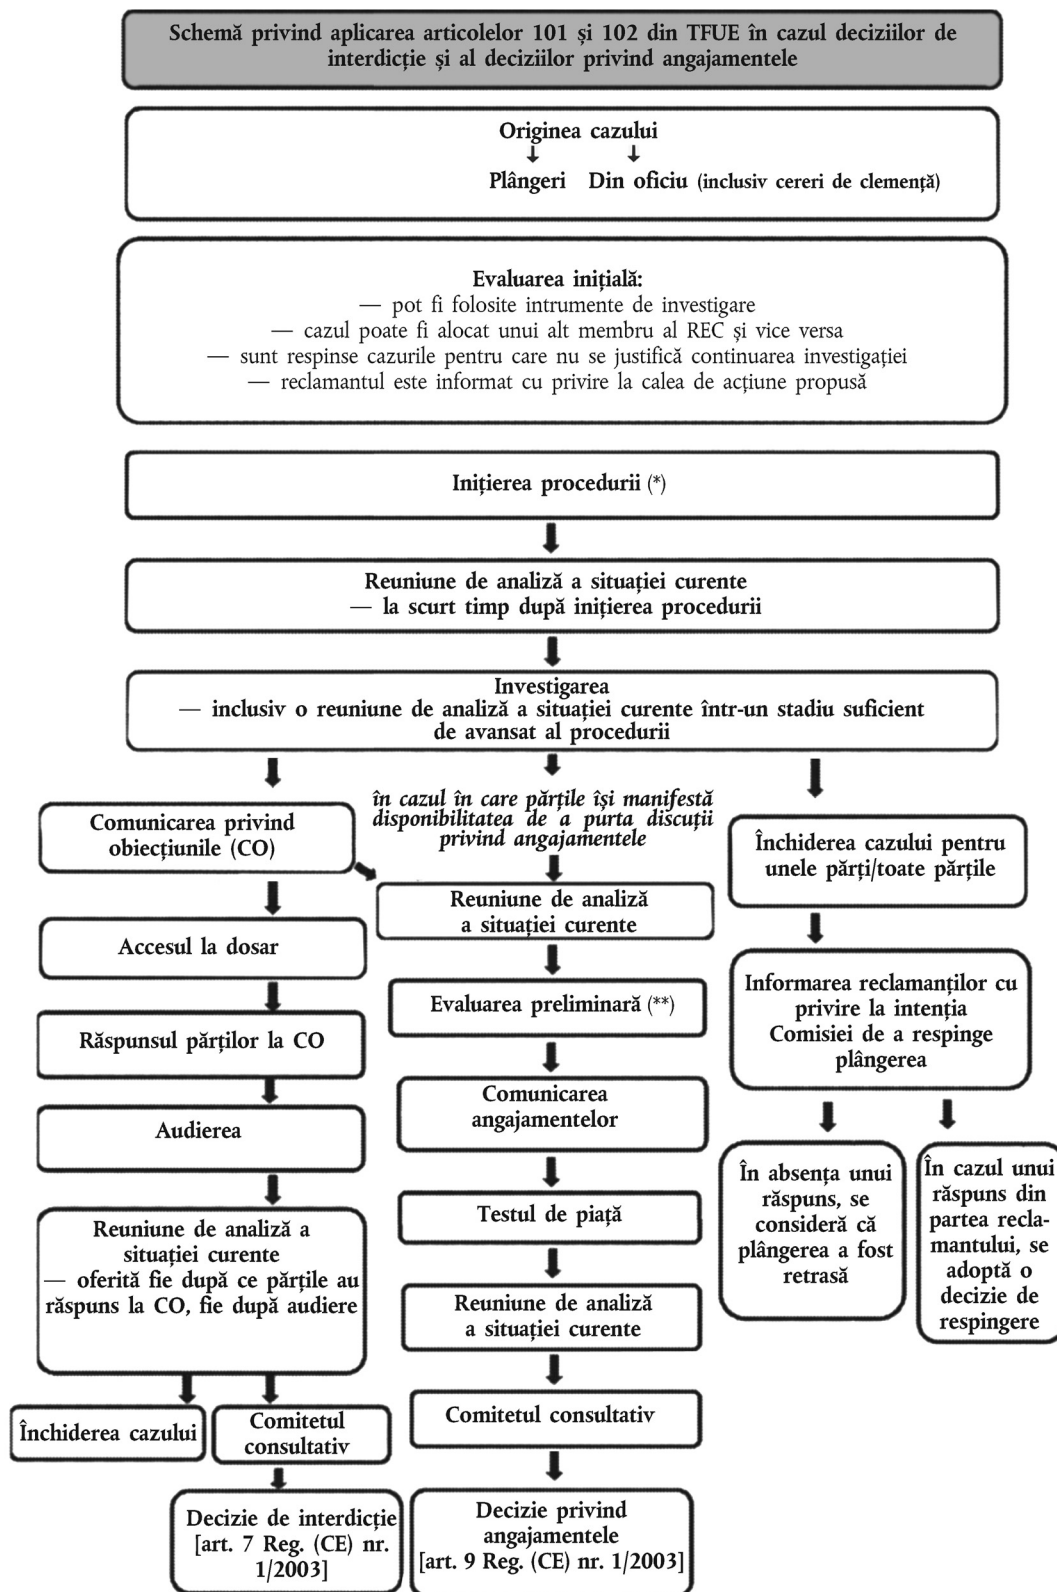 Schemă privind aplicarea articolelor 101 și 102 din TFUE în cazul deciziilor de
interdicție și al deciziilor privind angajamentele
Originea cazului
Plângeri Din oficiu (inclusiv cereri de clemență)
Evaluarea inițială:
— pot fi folosite intrumente de investigare
— cazul poate fi alocat unui alt membru al REC și vice versa
— sunt respinse cazurile pentru care nu se justifică continuarea investigației
— reclamantul este informat cu privire la calea de acțiune propusă
Inițierea procedurii (*)
Reuniune de analiză a situației curente
— la scurt timp după inițierea procedurii
Investigarea
— inclusiv o reuniune de analiză a situației curente într-un stadiu suficient
de avansat al procedurii
Comunicarea privind
obiecțiunile (CO)
Accesul la dosar
Răspunsul părților la CO
Audierea
Reuniune de analiză a
situației curente
— oferită fie după ce părțile au
răspuns la CO, fie după audiere
Închiderea cazului
Comitetul
consultativ
Decizie de interdicție
[art. 7 Reg. (CE) nr.
1/2003]
în cazul în care părțile își manifestă
disponibilitatea de a purta discuții
privind angajamentele
Reuniune de analiză
a situației curente
Evaluarea preliminară (**)
Comunicarea
angajamentelor
Testul de piață
Reuniune de analiză
a situației curente
Comitetul consultativ
Decizie privind
angajamentele
[art. 9 Reg. (CE) nr. 1/2003]
Închiderea cazului pentru
unele părți/toate părțile
Informarea reclamanților cu
privire la intenția
Comisiei de a respinge
plângerea
În absența unui
răspuns, se
consideră că
plângerea a fost
retrasă
În cazul unui
răspuns din
partea recla-
mantului, se
adoptă o
decizie de
respingere